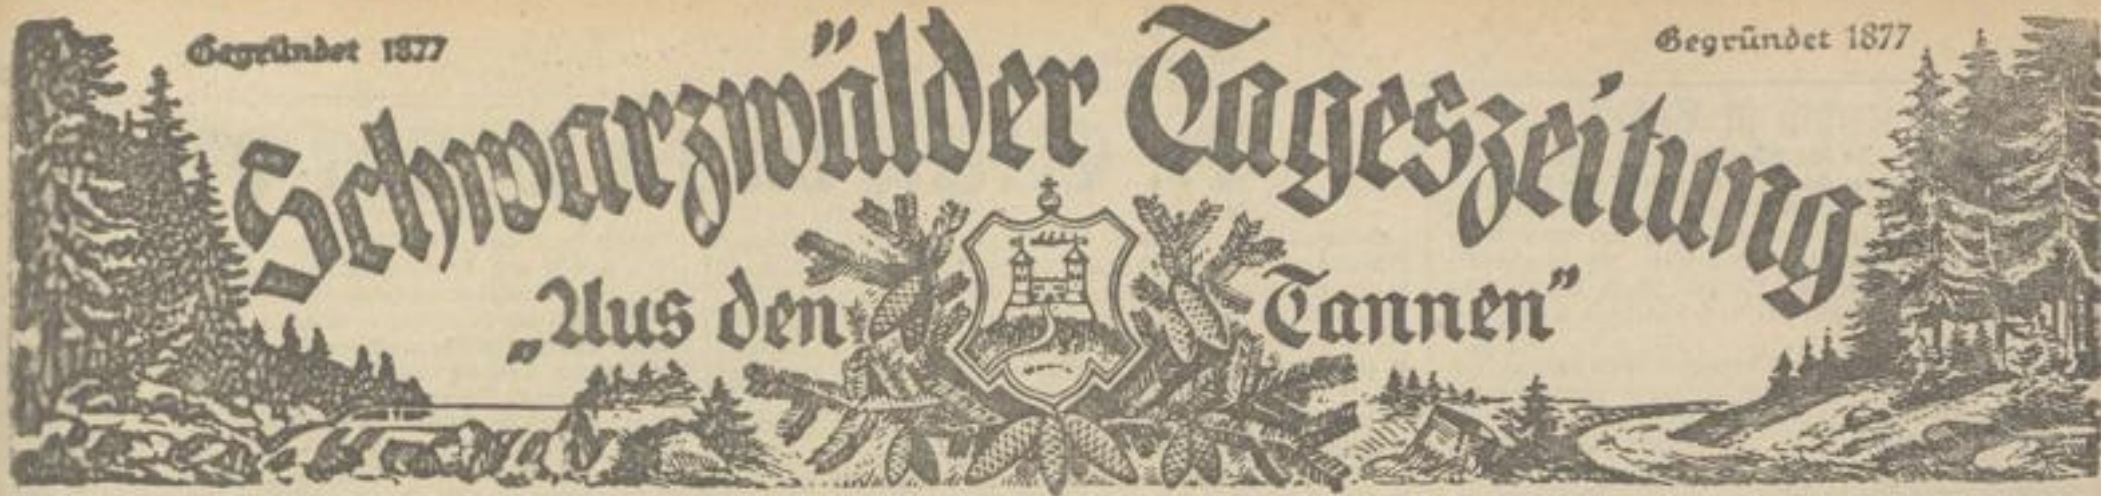 Gegründet 1877
Gegründet 1877
Schwarzwälder Tageszeitung
„Aus den Tannen”